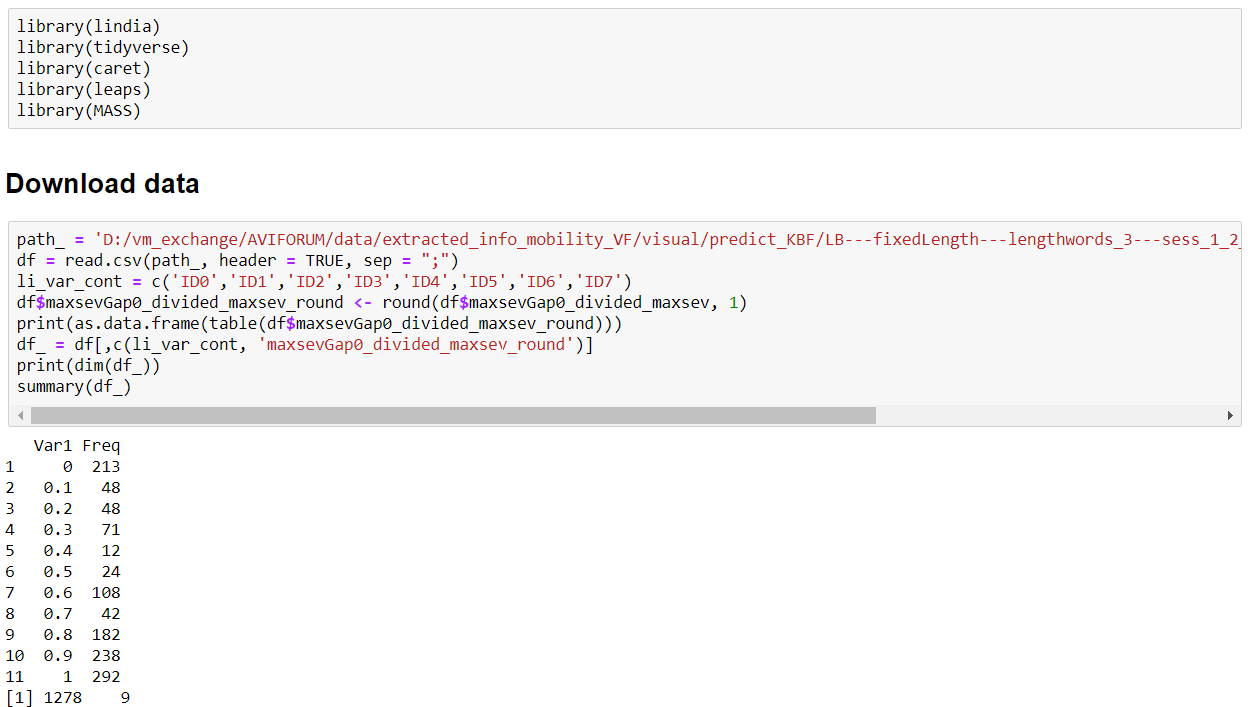 library(lindia)
library(tidyverse)
library(caret)
library(leaps)
library(MASS)
Download data
path_ = 'D:/vm_exchange/AVIFORUM/data/extracted_info_mobility_VF/visual/predict_KBF/LB---fixedLength---lengthwords_3---sess_1_2_
df = read.csv(path_, header = TRUE, sep = ";")
li_var_cont = c('ID0','ID1','ID2','ID3','ID4','ID5','ID6','ID7')
df$maxsevGap0_divided_maxsev_round <- round(df$maxsevGap0_divided_maxsev, 1)
print(as.data.frame(table(df$maxsevGap0_divided_maxsev_round)))
df_ = df[,c(li_var_cont, 'maxsevGap0_divided_maxsev_round')]
print(dim(df_))
summary(df_)
Var1 Freq
1 0 213
2 0.1 48
3 0.2 48
4 0.3 71
5 0.4 12
6 0.5 24
7 0.6 108
8 0.7 42
9 0.8 182
10 0.9 238
11 1 292
[1] 1278 9